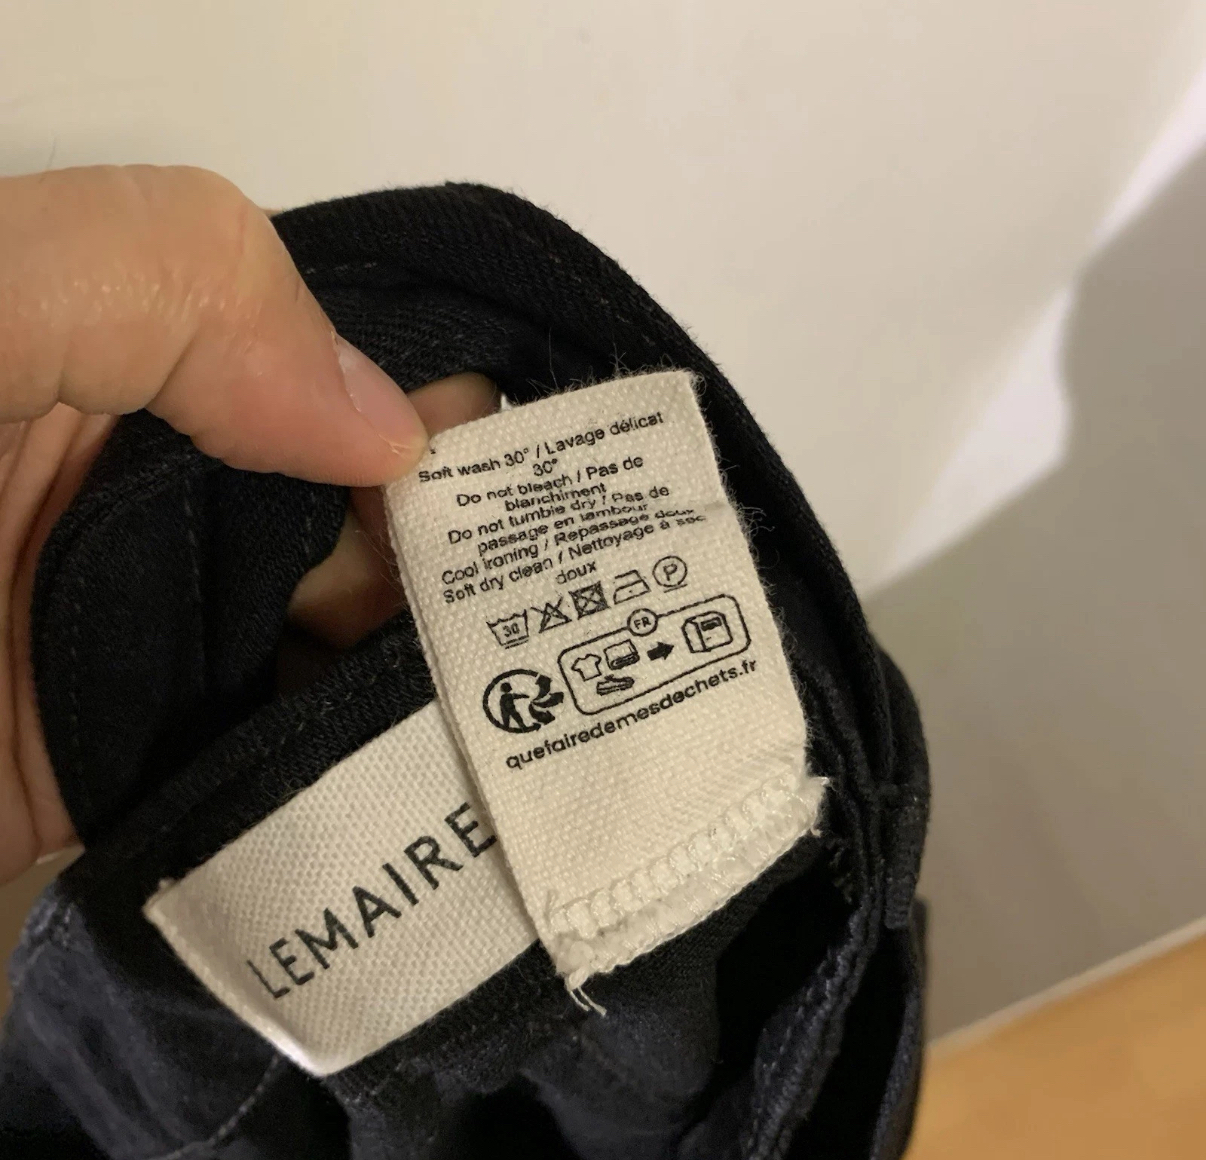 Soft wash 30° / Lavage délicat
30°
Do not bleach / Pas de
blanchiment
Do not tumble dry / Pas de
passage en tambour
Cool ironing / Repassage doux
Soft dry clean / Nettoyage à sec
doux
30 P
FR
quefairedemesdechets.fr
LEMAIRE